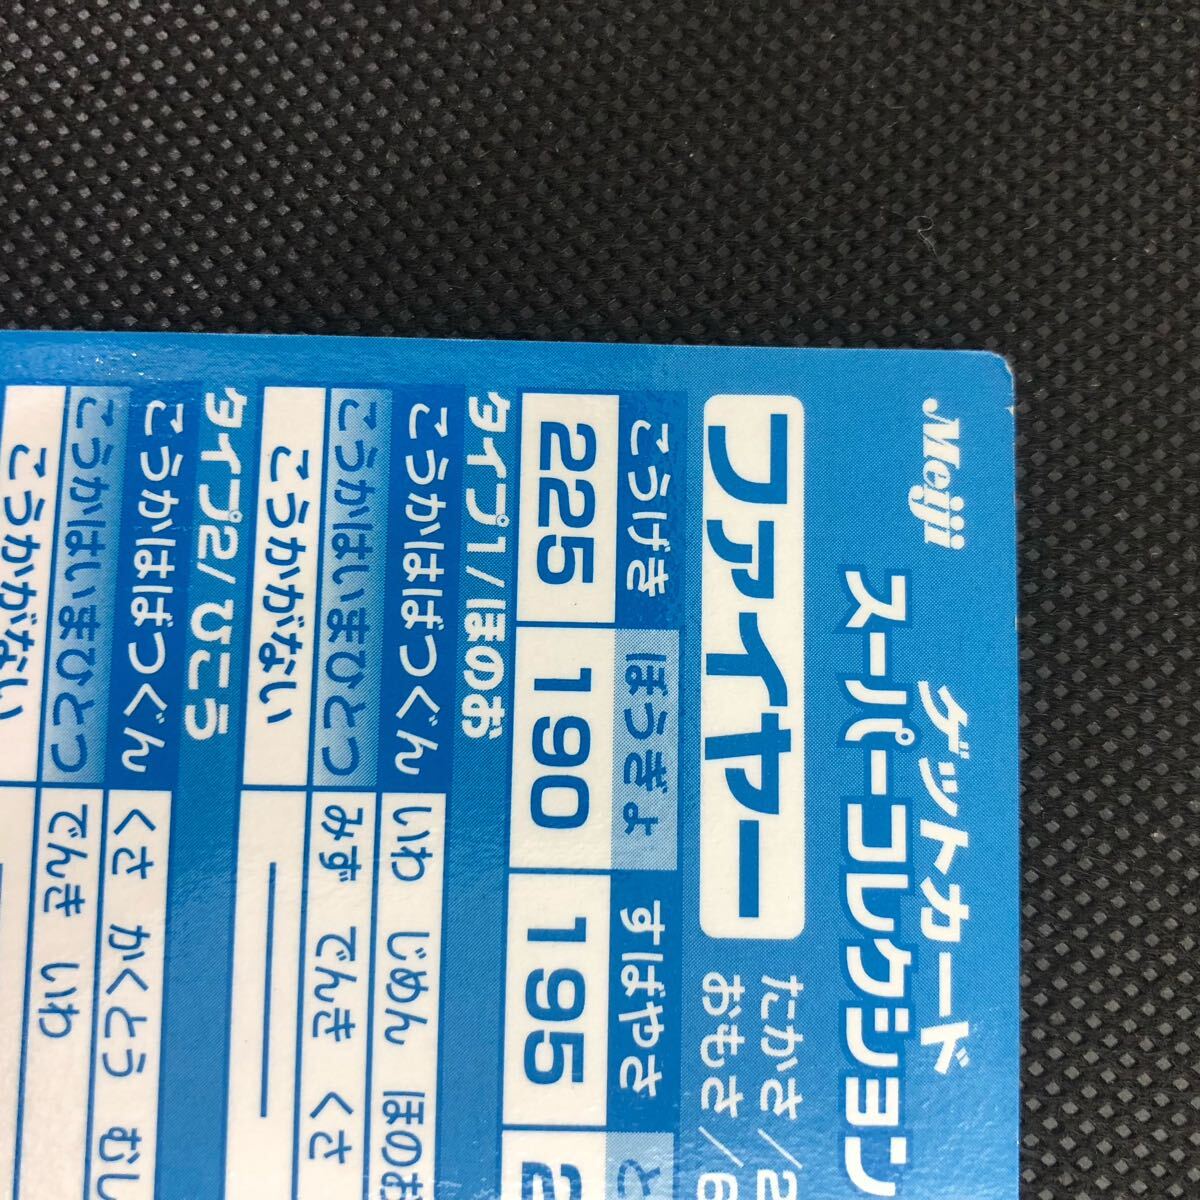 Meiji ゲットカード
スーパーコレクション
ファイヤー たかさ/2
おもさ/6
こうげき ぼうぎょ すばやさ と
225 190 195 2
タイプ1/ほのお
こうかはばつぐん いわ じめん ほのお
こうかはいまひとつ みず でんき くさ
こうかがない
タイプ2/ひこう
こうかはばつぐん くさ かくとう むし
こうかはいまひとつ でんき いわ
こうかがない